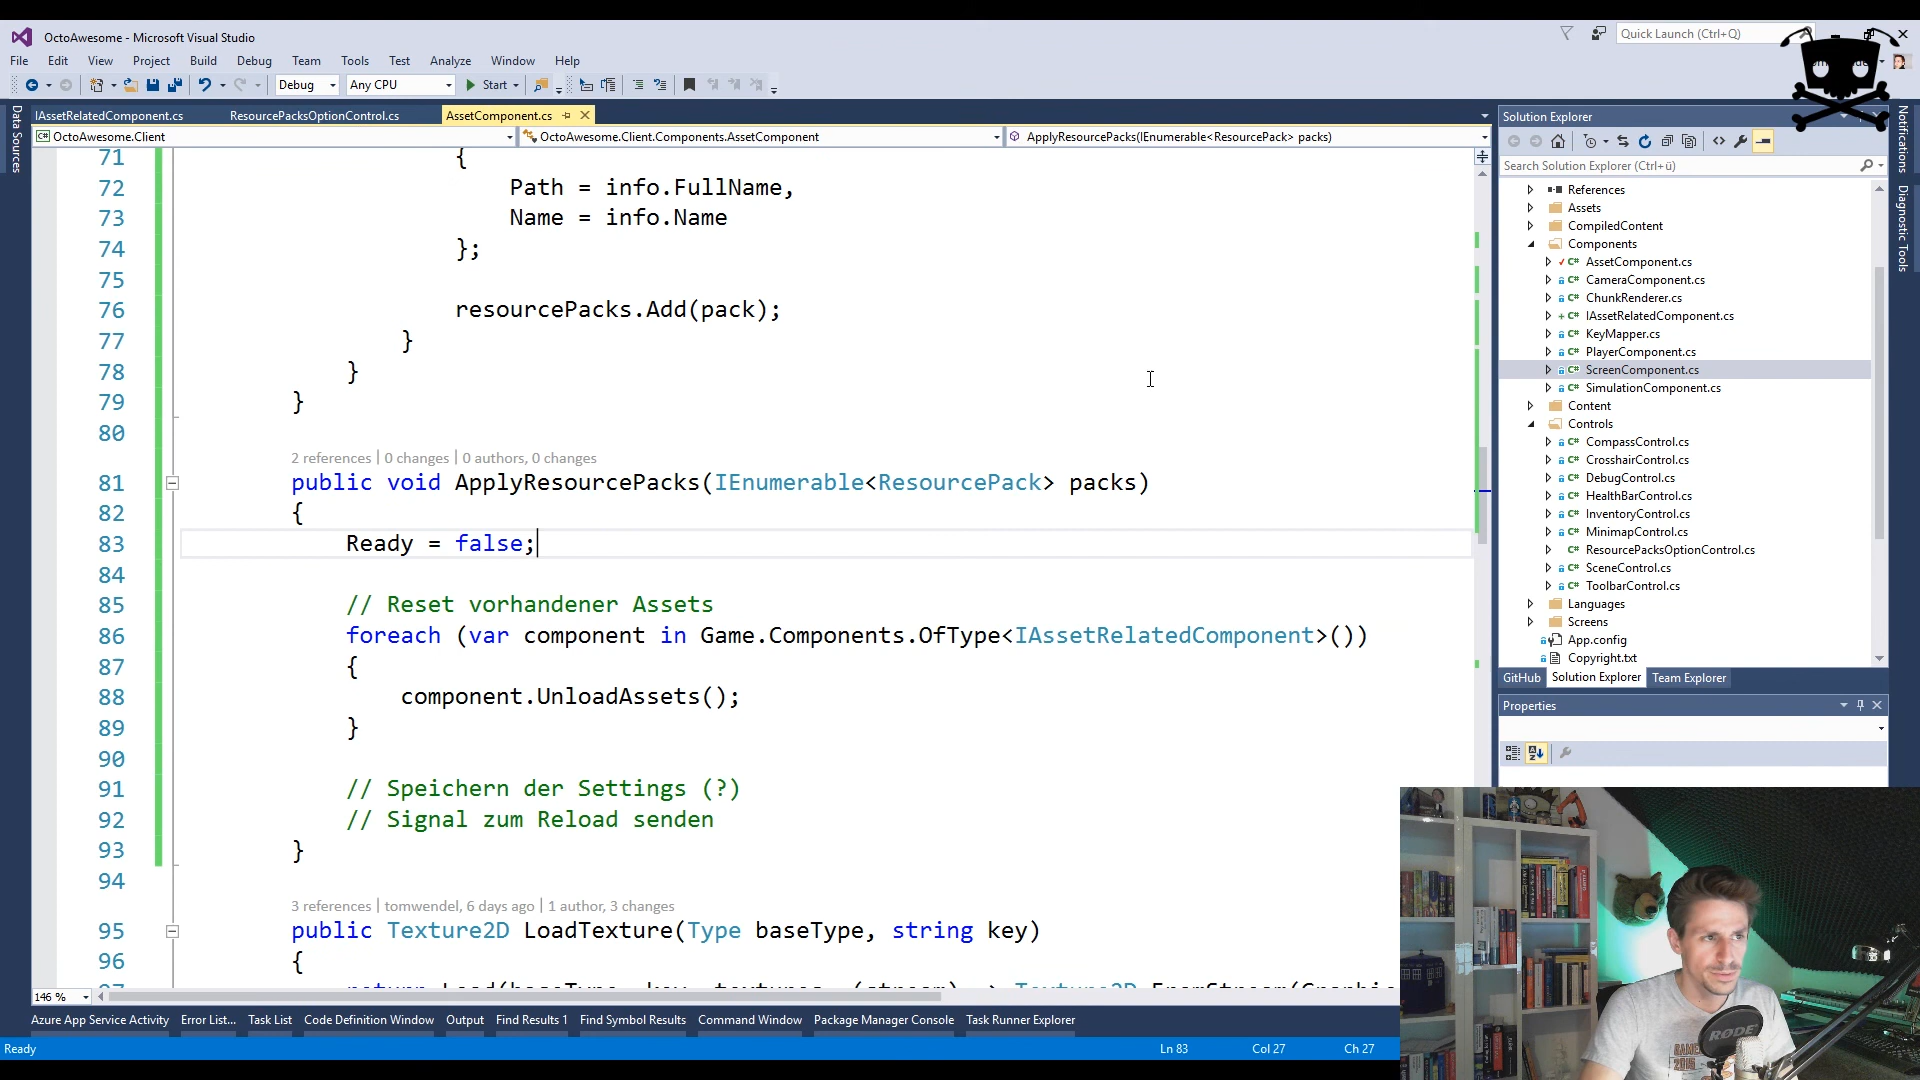 OctoAwesome - Microsoft Visual Studio
Quick Launch (Ctrl+Q)
File Edit View Project Build Debug Team Tools Test Analyze Window Help
Debug Any CPU Start
IAssetRelatedComponent.cs ResourcePacksOptionControl.cs AssetComponent.cs
OctoAwesome.Client OctoAwesome.Client.Components.AssetComponent ApplyResourcePacks(IEnumerable<ResourcePack> packs)
Data Sources
71 {
72 Path = info.FullName,
73 Name = info.Name
74 };
75
76 resourcePacks.Add(pack);
77 }
78 }
79 }
80
2 references | 0 changes | 0 authors, 0 changes
81 public void ApplyResourcePacks(IEnumerable<ResourcePack> packs)
82 {
83 Ready = false;
84
85 // Reset vorhandener Assets
86 foreach (var component in Game.Components.OfType<IAssetRelatedComponent>())
87 {
88 component.UnloadAssets();
89 }
90
91 // Speichern der Settings (?)
92 // Signal zum Reload senden
93 }
94
3 references | tomwendel, 6 days ago | 1 author, 3 changes
95 public Texture2D LoadTexture(Type baseType, string key)
96 {
146 %
Azure App Service Activity Error List... Task List Code Definition Window Output Find Results 1 Find Symbol Results Command Window Package Manager Console Task Runner Explorer
Ready Ln 83 Col 27 Ch 27
Solution Explorer
Search Solution Explorer (Ctrl+ü)
References
Assets
CompiledContent
Components
AssetComponent.cs
CameraComponent.cs
ChunkRenderer.cs
IAssetRelatedComponent.cs
KeyMapper.cs
PlayerComponent.cs
ScreenComponent.cs
SimulationComponent.cs
Content
Controls
CompassControl.cs
CrosshairControl.cs
DebugControl.cs
HealthBarControl.cs
InventoryControl.cs
MinimapControl.cs
ResourcePacksOptionControl.cs
SceneControl.cs
ToolbarControl.cs
Languages
Screens
App.config
Copyright.txt
GitHub Solution Explorer Team Explorer
Properties
Notifications
Diagnostic Tools
RØDE